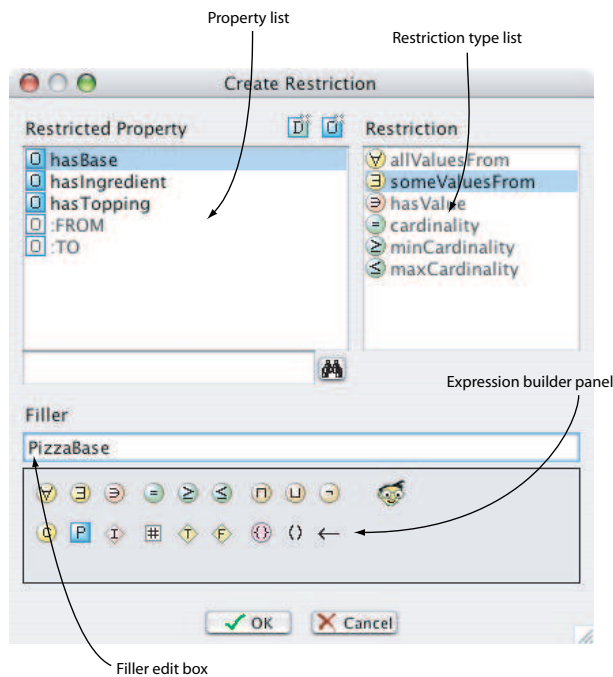 Property list
Restriction type list
Create Restriction
Restricted Property
D
O
Restriction
O hasBase
O hasIngredient
O hasTopping
O :FROM
O :TO
∀ allValuesFrom
∃ someValuesFrom
∋ hasValue
= cardinality
≥ minCardinality
≤ maxCardinality
Expression builder panel
Filler
PizzaBase
∀ ∃ ∋ = ≥ ≤ ⊓ ⊔ ¬
C P I # T F {} () ←
OK
Cancel
Filler edit box